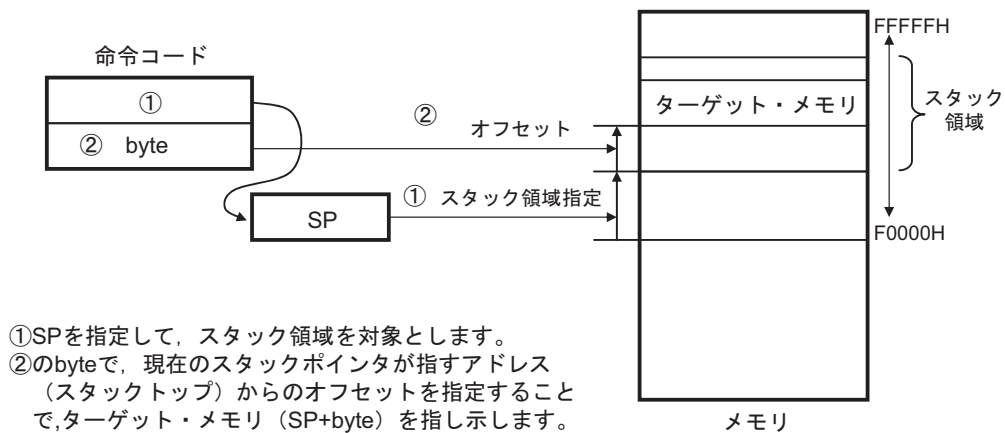 FFFFFH
命令コード
①
② byte
②
オフセット
ターゲット・メモリ
スタック
領域
SP
① スタック領域指定
F0000H
①SPを指定して，スタック領域を対象とします。
②のbyteで，現在のスタックポインタが指すアドレス
（スタックトップ）からのオフセットを指定すること
で,ターゲット・メモリ（SP+byte）を指し示します。
メモリ